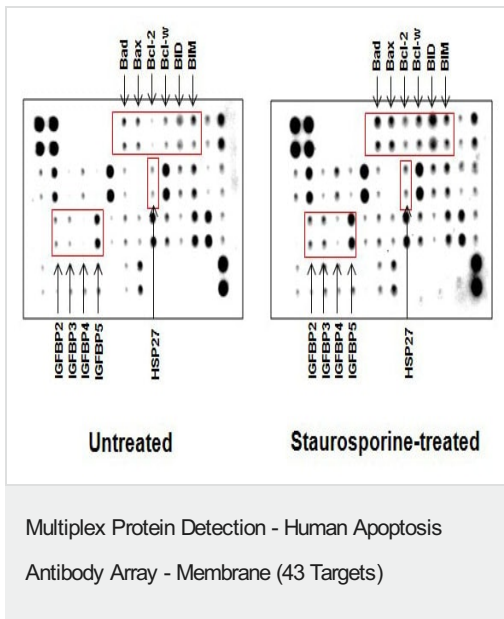 Bad Bax Bcl-2 Bcl-w BID BIM
Bad Bax Bcl-2 Bcl-w BID BIM
IGFBP2 IGFBP3 IGFBP4 IGFBP5 HSP27
IGFBP2 IGFBP3 IGFBP4 IGFBP5 HSP27
Untreated
Staurosporine-treated
Multiplex Protein Detection - Human Apoptosis
Antibody Array - Membrane (43 Targets)